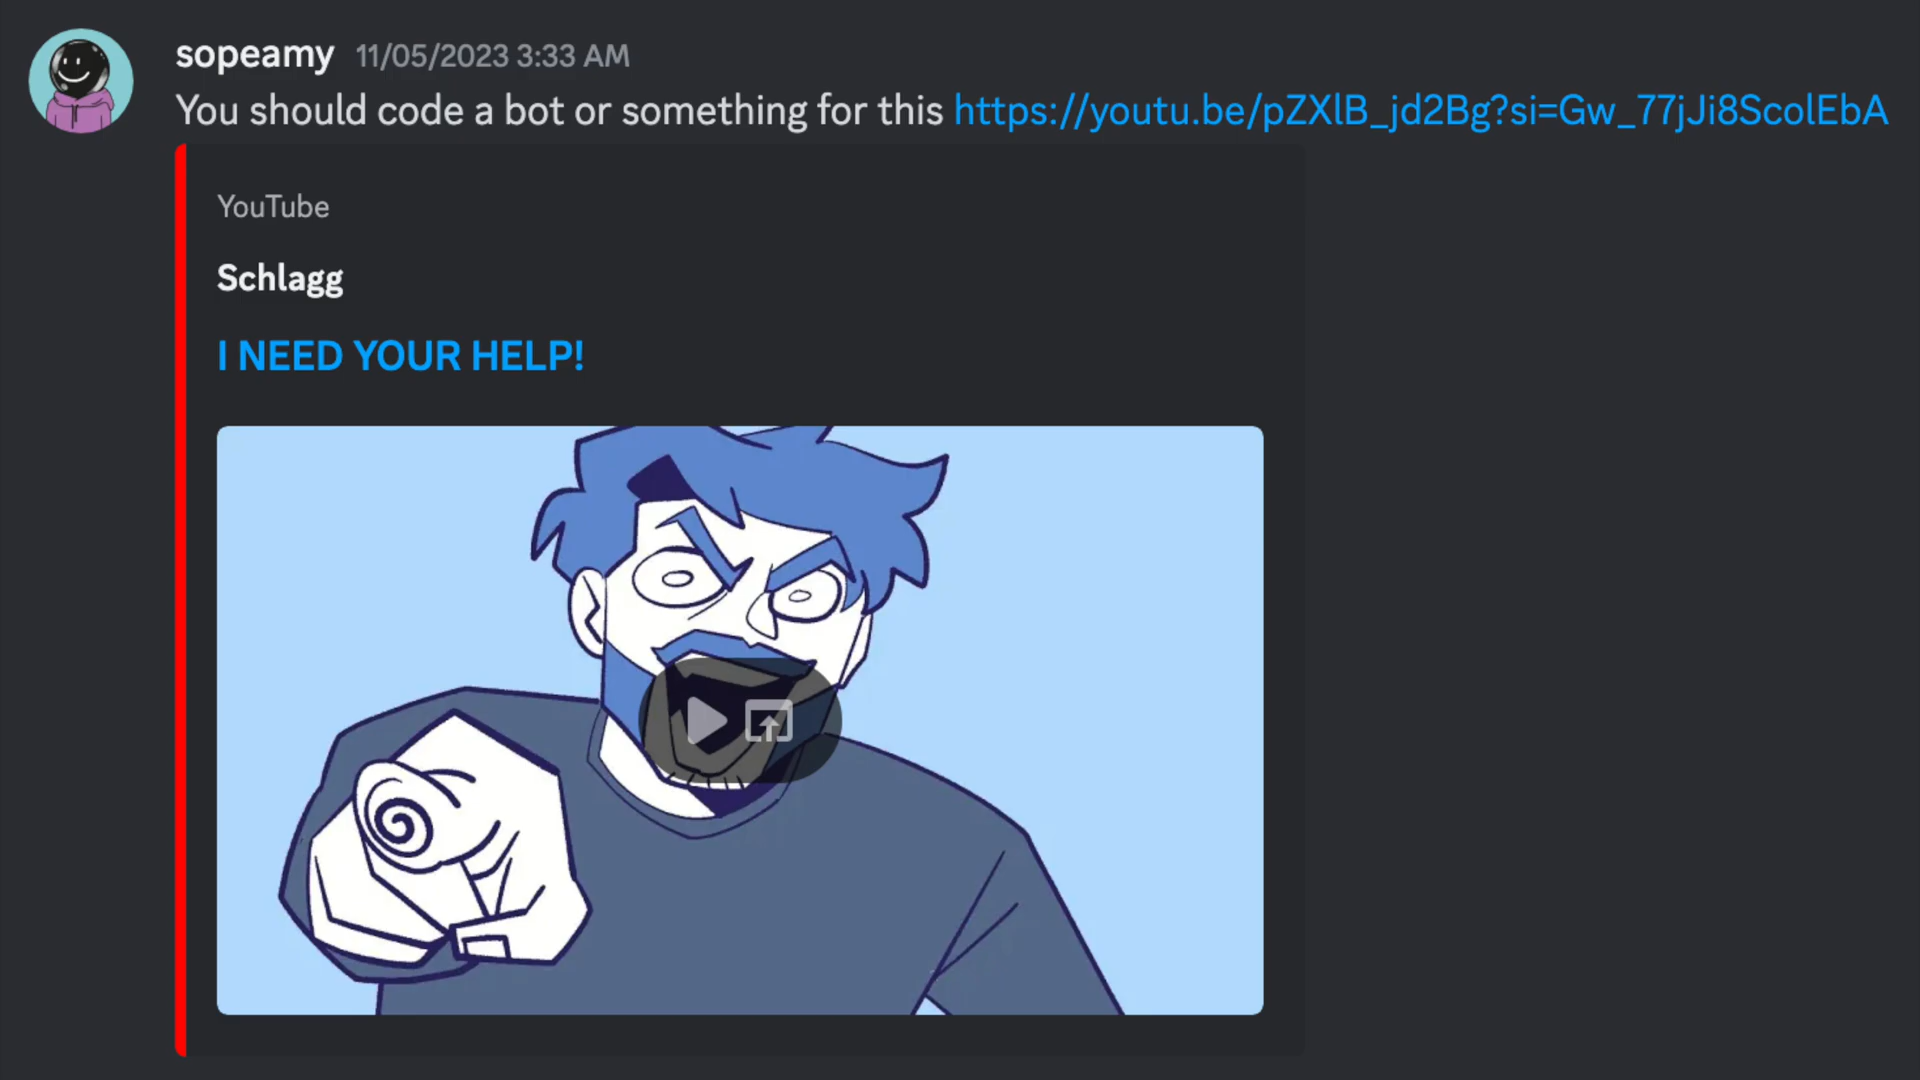 sopeamy 11/05/2023 3:33 AM
You should code a bot or something for this https://youtu.be/pZXlB_jd2Bg?si=Gw_77jJi8ScolEbA
YouTube
Schlagg
I NEED YOUR HELP!